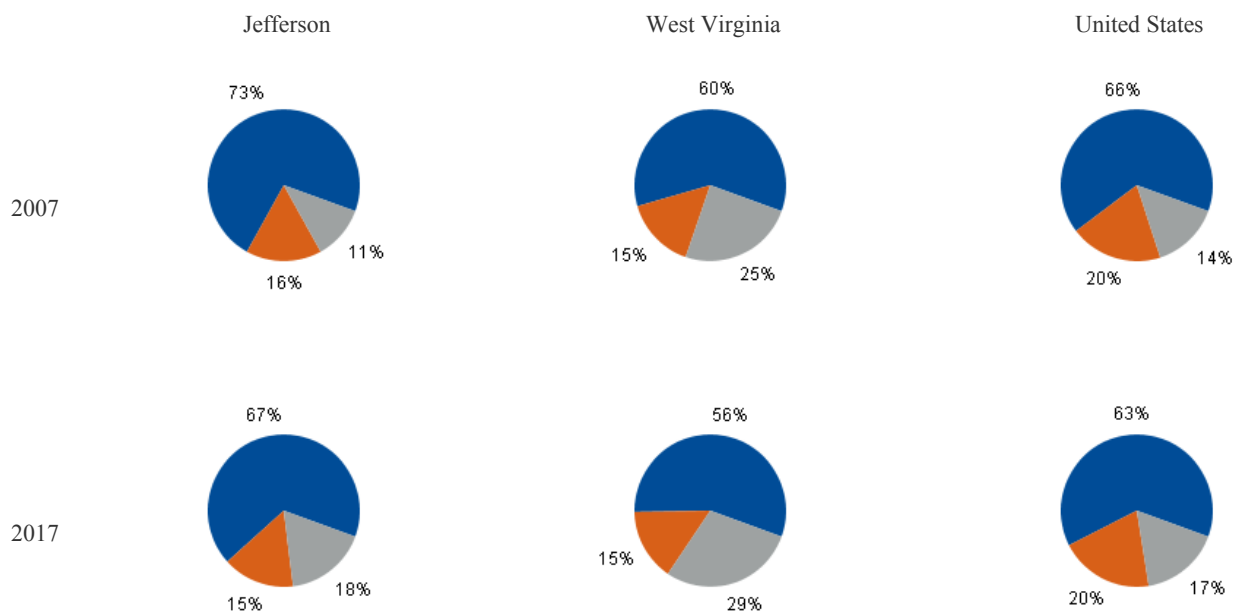 Jefferson West Virginia United States
73% 60% 66%
2007
11% 14%
15% 25%
16% 20%
67% 56% 63%
2017
15% 18% 15% 29% 20% 17%